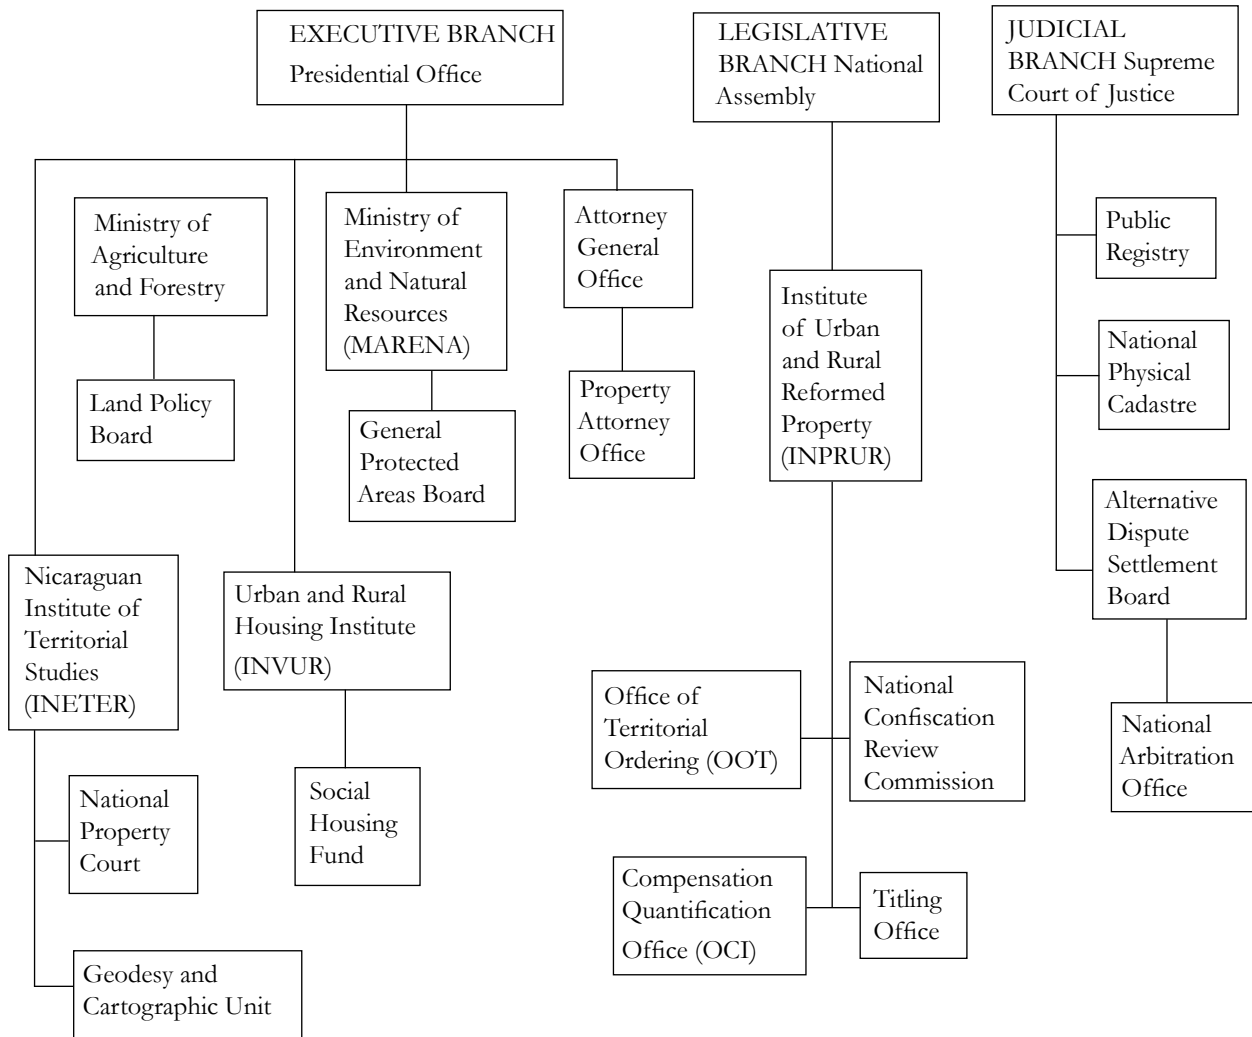 EXECUTIVE BRANCH
Presidential Office
LEGISLATIVE
BRANCH National
Assembly
JUDICIAL
BRANCH Supreme
Court of Justice
Ministry of
Agriculture
and Forestry
Land Policy
Board
Ministry of
Environment
and Natural
Resources
(MARENA)
General
Protected
Areas Board
Attorney
General
Office
Property
Attorney
Office
Nicaraguan
Institute of
Territorial
Studies
(INETER)
National
Property
Court
Geodesy and
Cartographic Unit
Urban and Rural
Housing Institute
(INVUR)
Social
Housing
Fund
Institute
of Urban
and Rural
Reformed
Property
(INPRUR)
Office of
Territorial
Ordering (OOT)
National
Confiscation
Review
Commission
Compensation
Quantification
Office (OCI)
Titling
Office
Public
Registry
National
Physical
Cadastre
Alternative
Dispute
Settlement
Board
National
Arbitration
Office